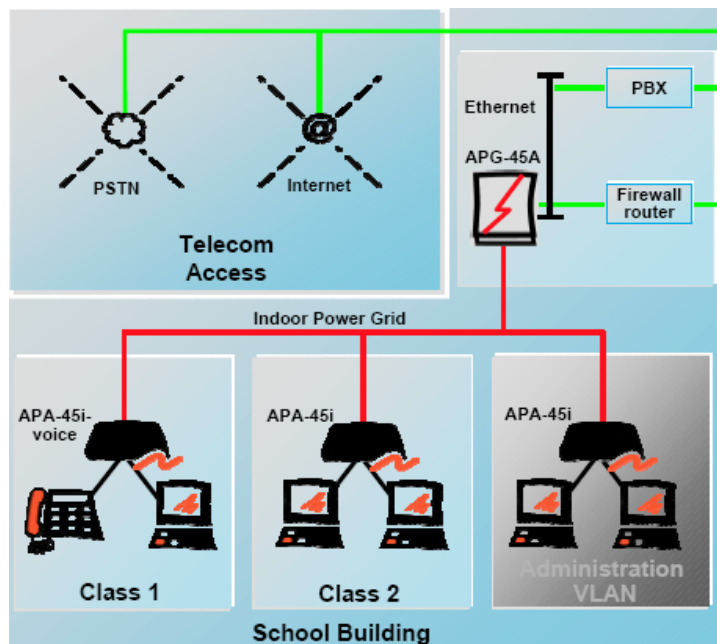 PSTN
Internet
Telecom
Access
Ethernet
PBX
APG-45A
Firewall
router
Indoor Power Grid
APA-45i-
voice
APA-45i
APA-45i
Class 1
Class 2
Administration
VLAN
School Building